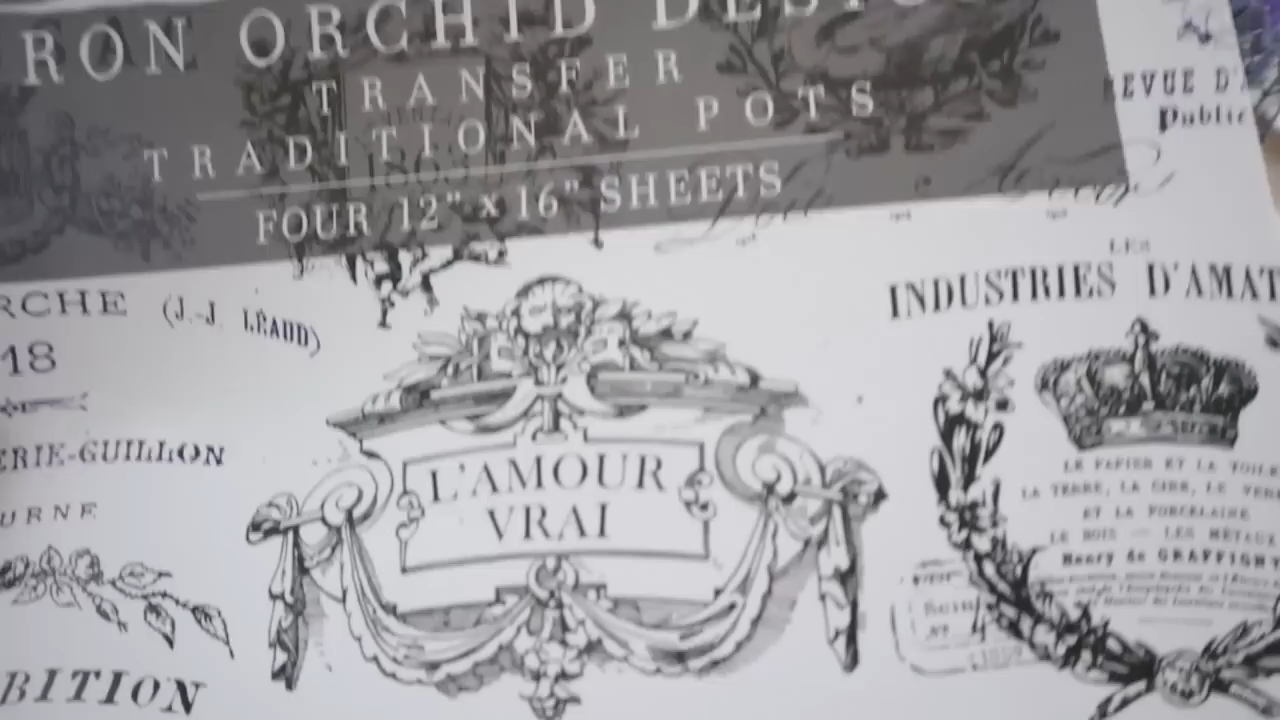 RON ORCHID DESIG
TRANSFER
TRADITIONAL POTS
FOUR 12" x 16" SHEETS
EVUE D'
Public
RCHE (J.-J. LÉAUD)
18
ERIE-GUILLON
URNE
BITION
L'AMOUR
VRAI
LES
INDUSTRIES D'AMAT
LE PAPIER ET LA TOILE
LA TERRE, LA CIRE, LE VER
ET LA PORCELAINE
LE BOIS — LES MÉTAUX
Henry de GRAFFIGN